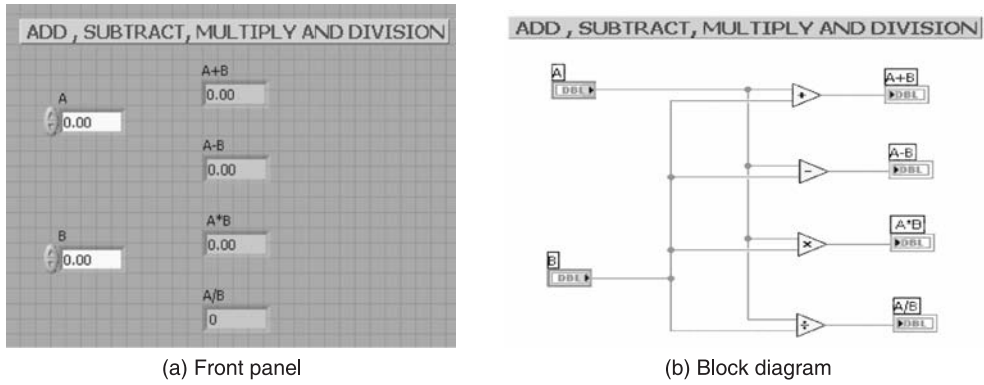 ADD , SUBTRACT, MULTIPLY AND DIVISION
A+B
0.00
A
0.00
A-B
0.00
A*B
0.00
B
0.00
A/B
0
(a) Front panel
ADD , SUBTRACT, MULTIPLY AND DIVISION
A
DBL
A+B
DBL
+
A-B
DBL
−
A*B
DBL
×
B
DBL
A/B
DBL
÷
(b) Block diagram